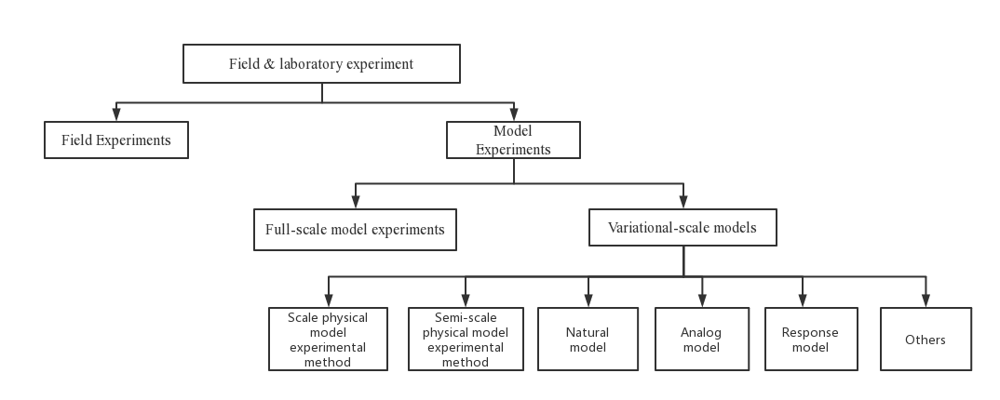 Field & laboratory experiment
Field Experiments
Model
Experiments
Full-scale model experiments
Variational-scale models
Scale physical
model
experimental
method
Semi-scale
physical model
experimental
method
Natural
model
Analog
model
Response
model
Others